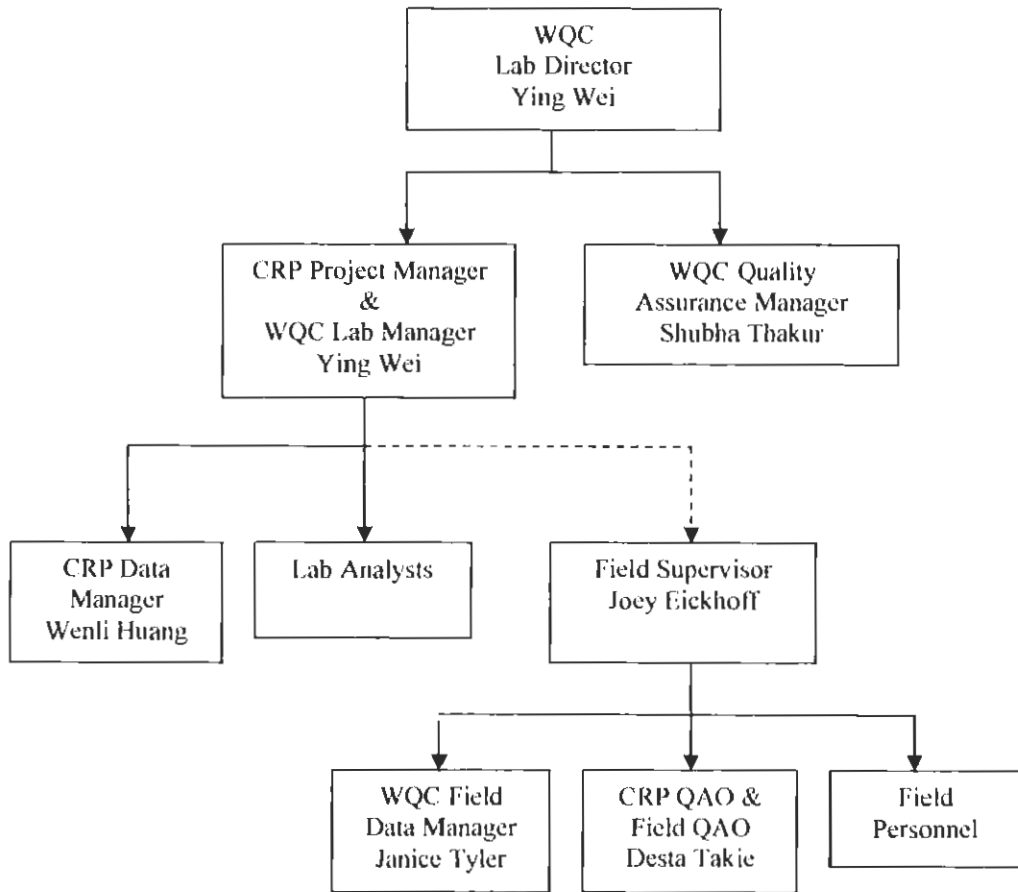 WQC
Lab Director
Ying Wei
CRP Project Manager
&
WQC Lab Manager
Ying Wei
WQC Quality
Assurance Manager
Shubha Thakur
CRP Data
Manager
Wenli Huang
Lab Analysts
Field Supervisor
Joey Eickhoff
WQC Field
Data Manager
Janice Tyler
CRP QAO &
Field QAO
Desta Takie
Field
Personnel